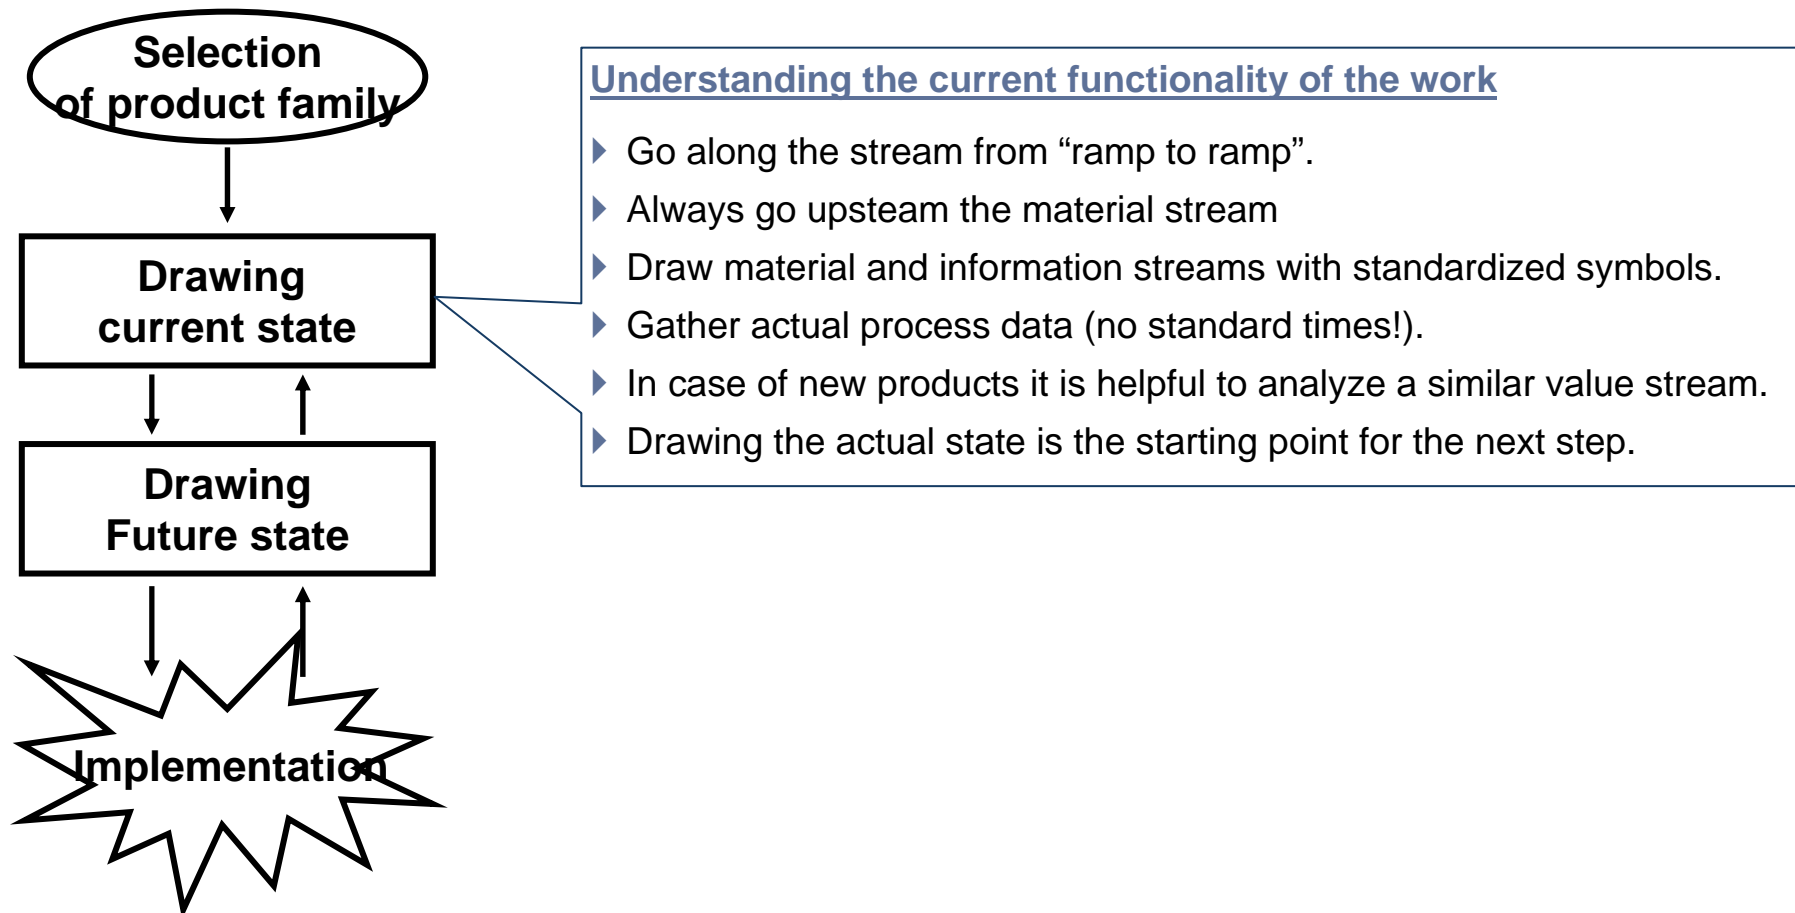 Selection
of product family
Drawing
current state
Drawing
Future state
Implementation
Understanding the current functionality of the work
Go along the stream from “ramp to ramp”.
Always go upsteam the material stream
Draw material and information streams with standardized symbols.
Gather actual process data (no standard times!).
In case of new products it is helpful to analyze a similar value stream.
Drawing the actual state is the starting point for the next step.